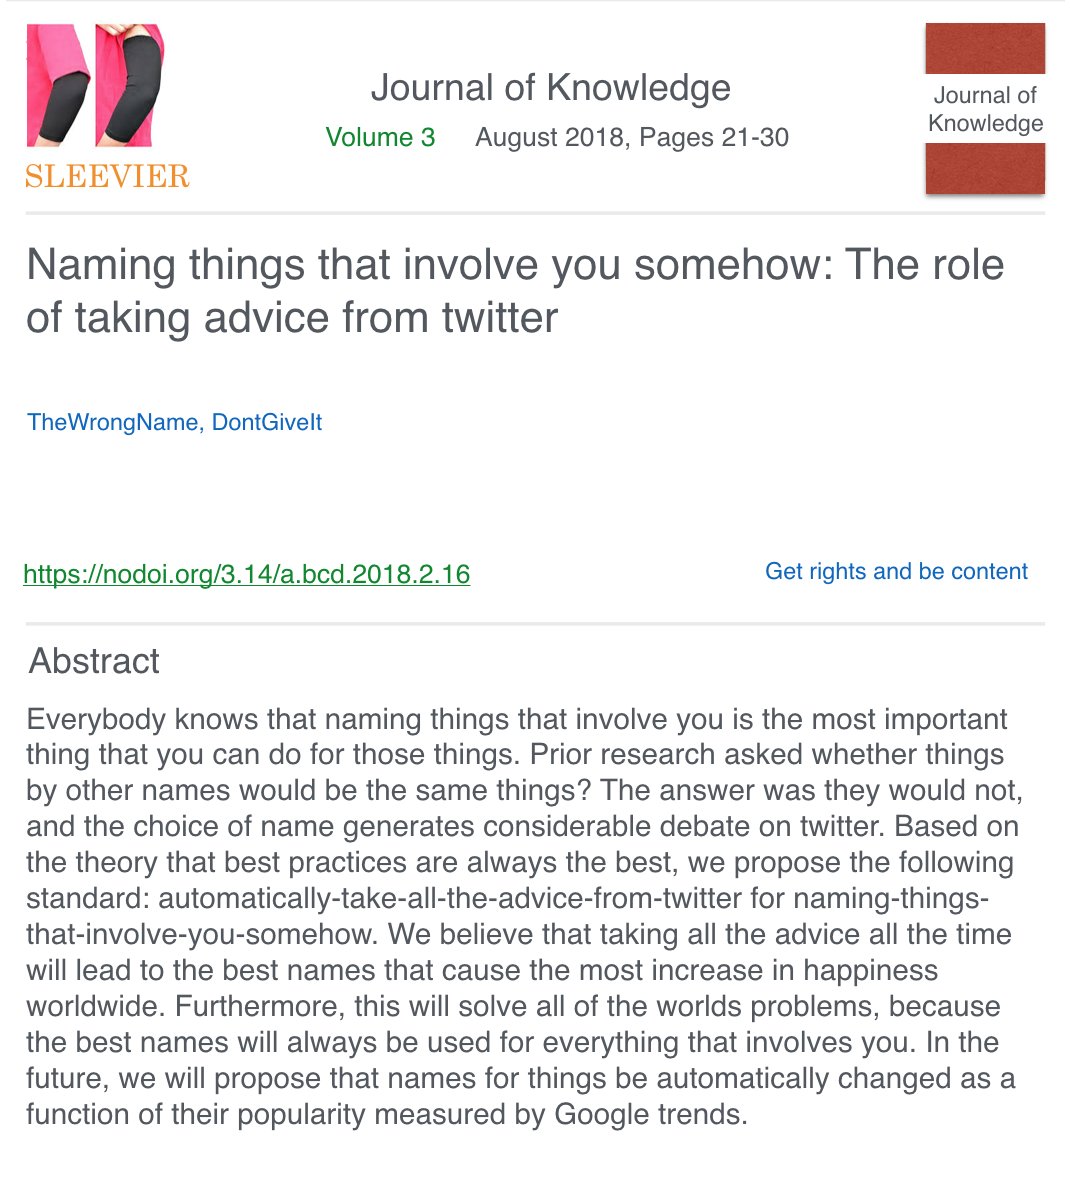 SLEEVIER
Journal of Knowledge
Volume 3 August 2018, Pages 21-30
Journal of
Knowledge
Naming things that involve you somehow: The role
of taking advice from twitter
TheWrongName, DontGiveIt
https://nodoi.org/3.14/a.bcd.2018.2.16
Get rights and be content
Abstract
Everybody knows that naming things that involve you is the most important
thing that you can do for those things. Prior research asked whether things
by other names would be the same things? The answer was they would not,
and the choice of name generates considerable debate on twitter. Based on
the theory that best practices are always the best, we propose the following
standard: automatically-take-all-the-advice-from-twitter for naming-things-
that-involve-you-somehow. We believe that taking all the advice all the time
will lead to the best names that cause the most increase in happiness
worldwide. Furthermore, this will solve all of the worlds problems, because
the best names will always be used for everything that involves you. In the
future, we will propose that names for things be automatically changed as a
function of their popularity measured by Google trends.